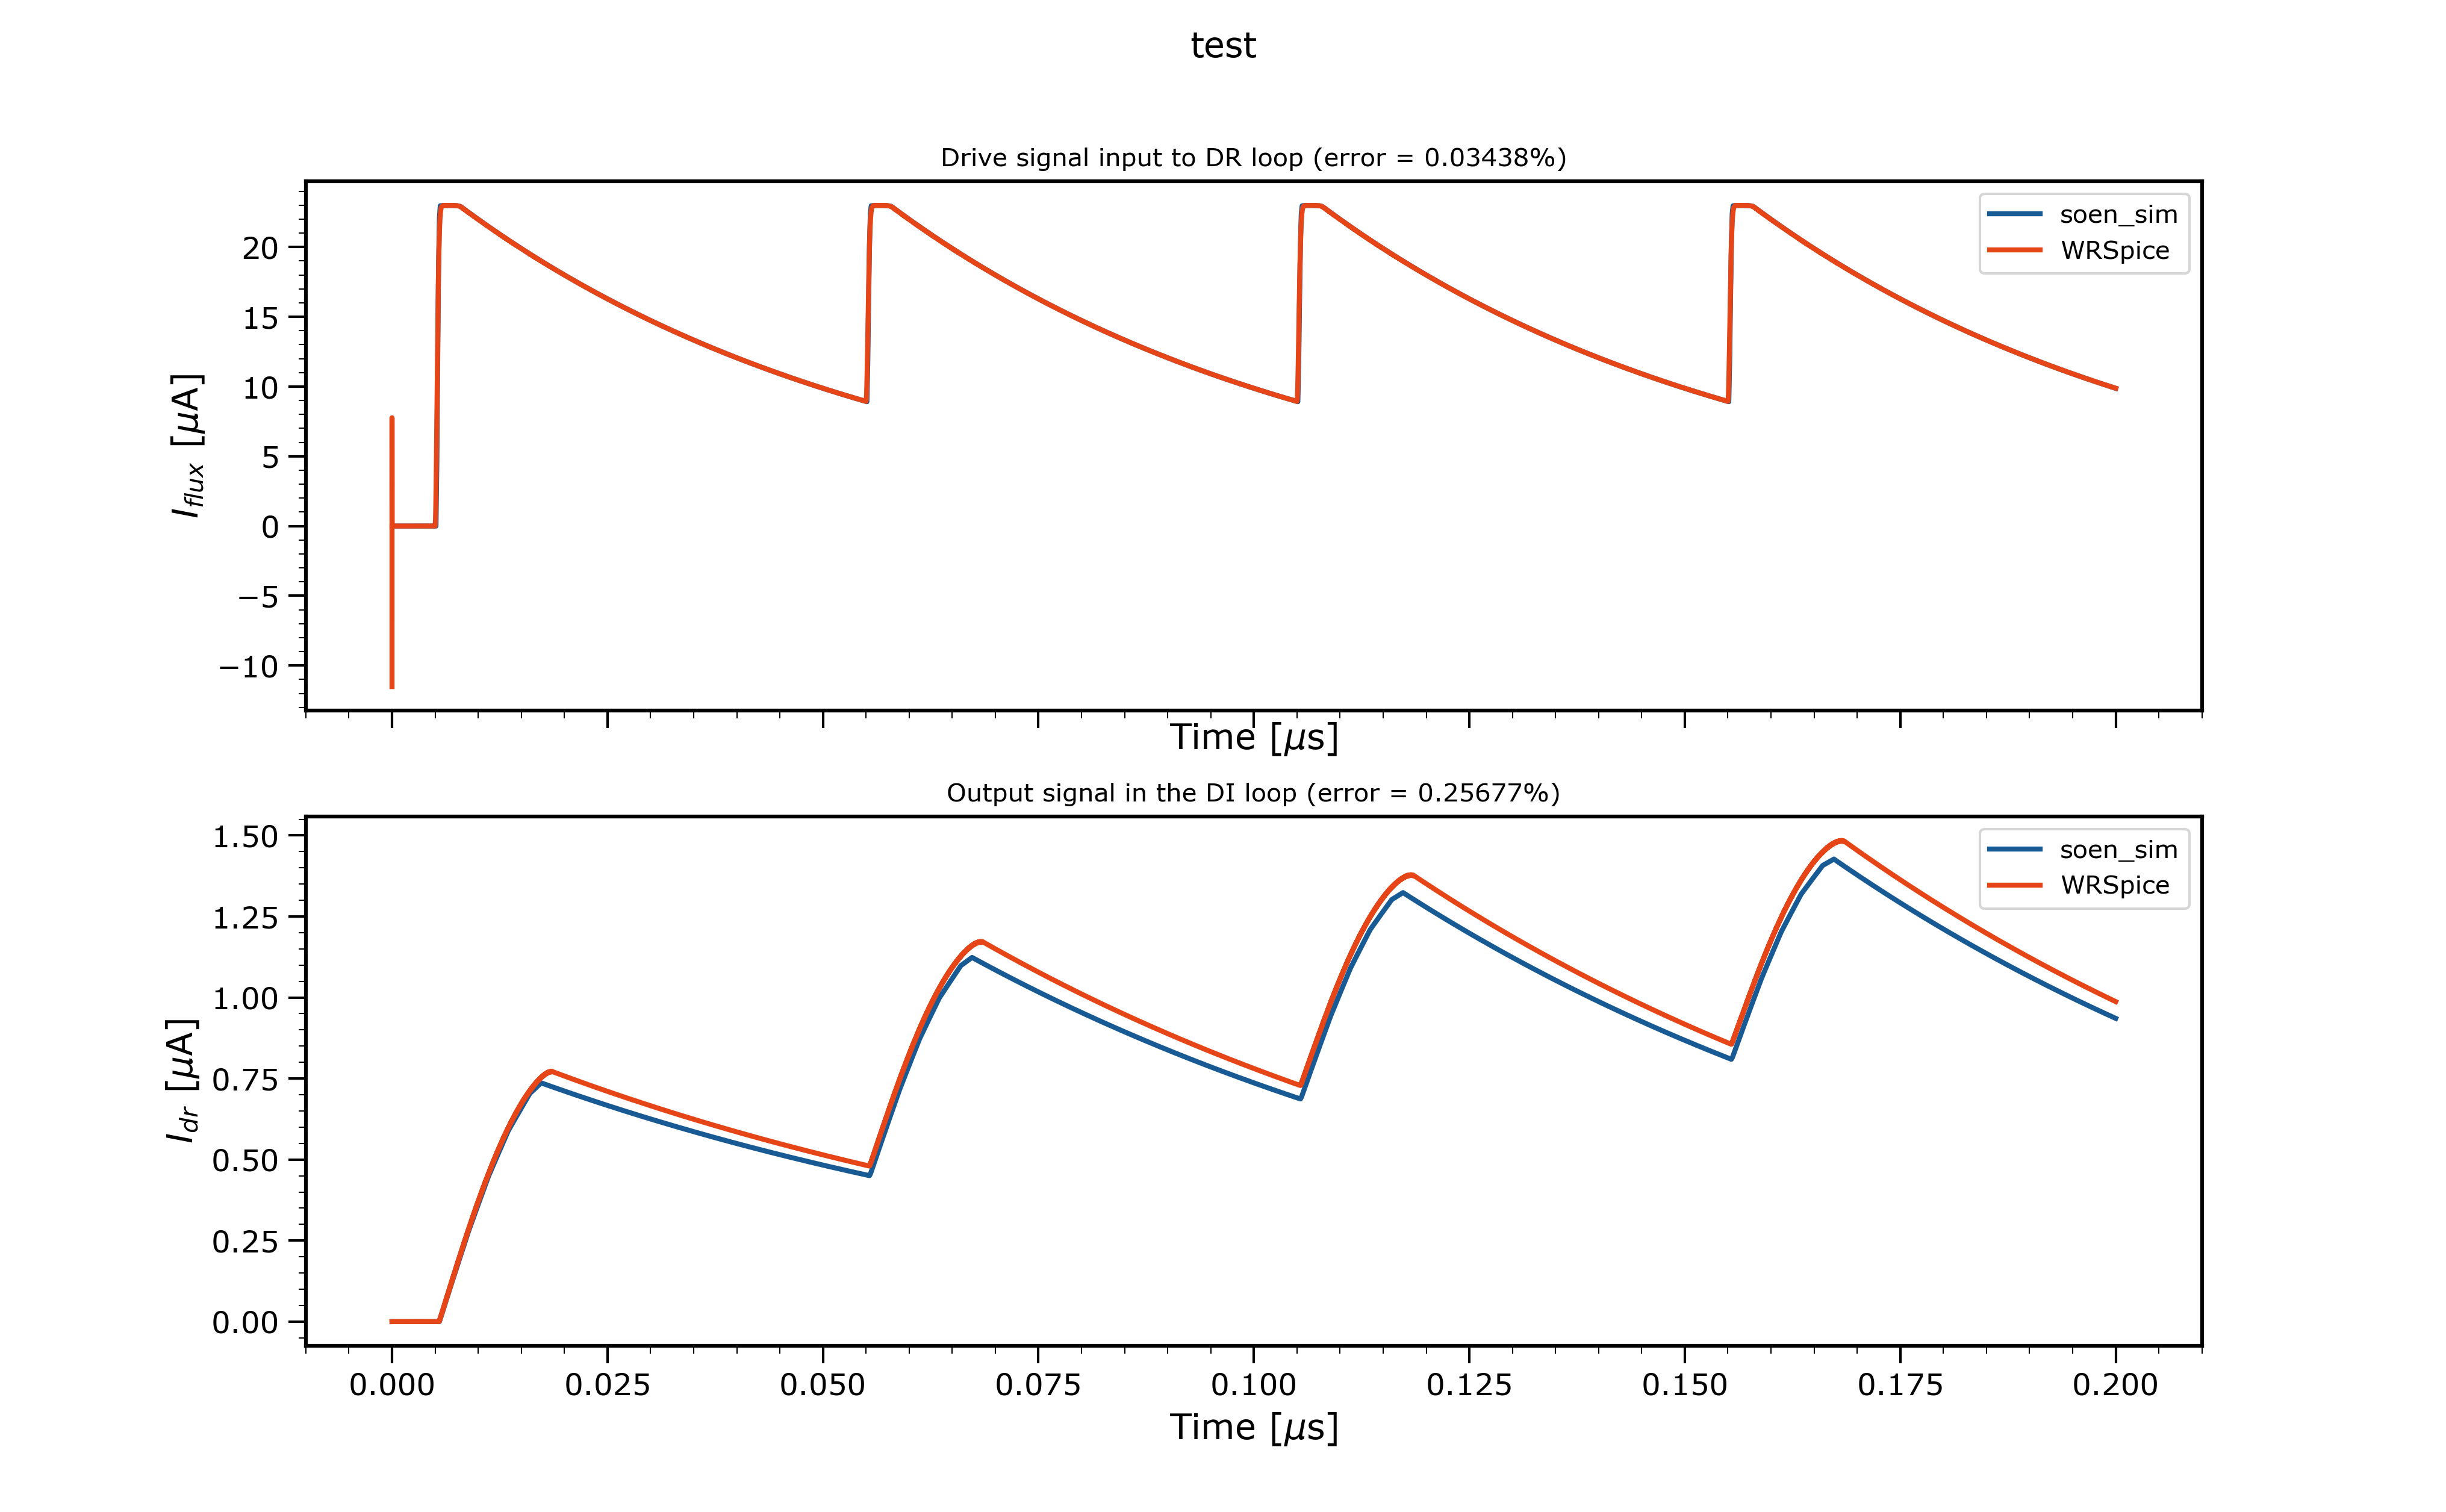 test
Drive signal input to DR loop (error = 0.03438%)
soen_sim
WRSpice
20
15
10
5
0
−5
−10
I_flux [μA]
Time [μs]
Output signal in the DI loop (error = 0.25677%)
soen_sim
WRSpice
1.50
1.25
1.00
0.75
0.50
0.25
0.00
I_dr [μA]
0.000 0.025 0.050 0.075 0.100 0.125 0.150 0.175 0.200
Time [μs]